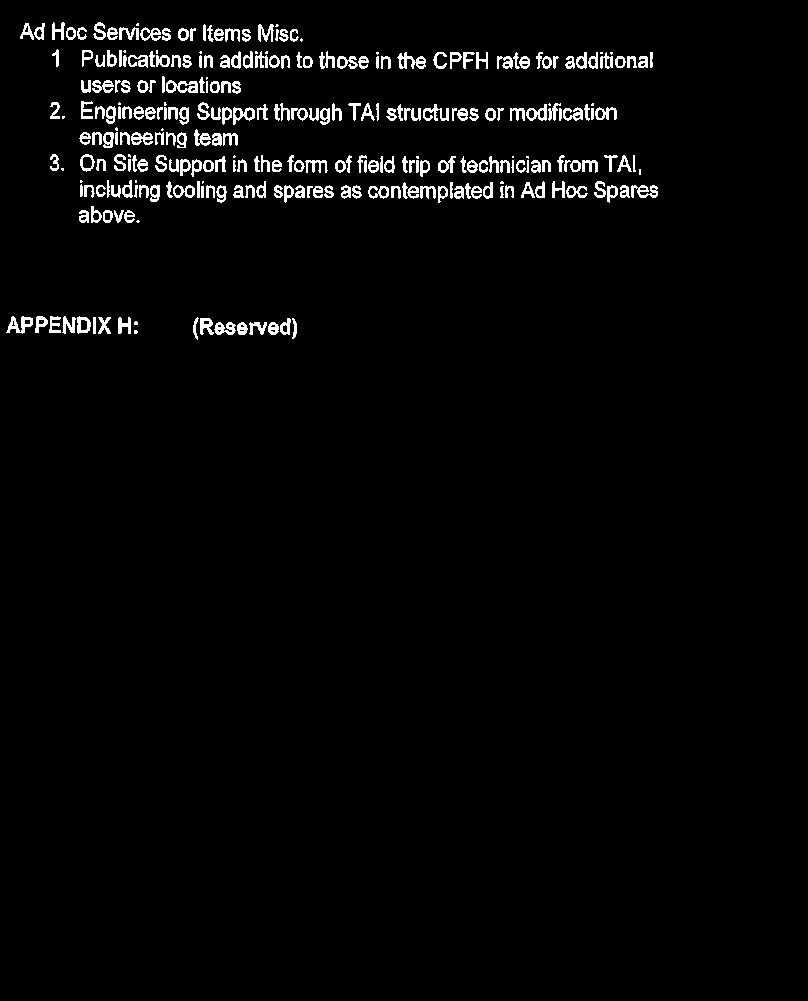 Ad Hoc Services or Items Misc.
1 Publications in addition to those in the CPFH rate for additional
users or locations
2. Engineering Support through TAI structures or modification
engineering team
3. On Site Support in the form of field trip of technician from TAI,
including tooling and spares as contemplated in Ad Hoc Spares
above.
APPENDIX H: (Reserved)